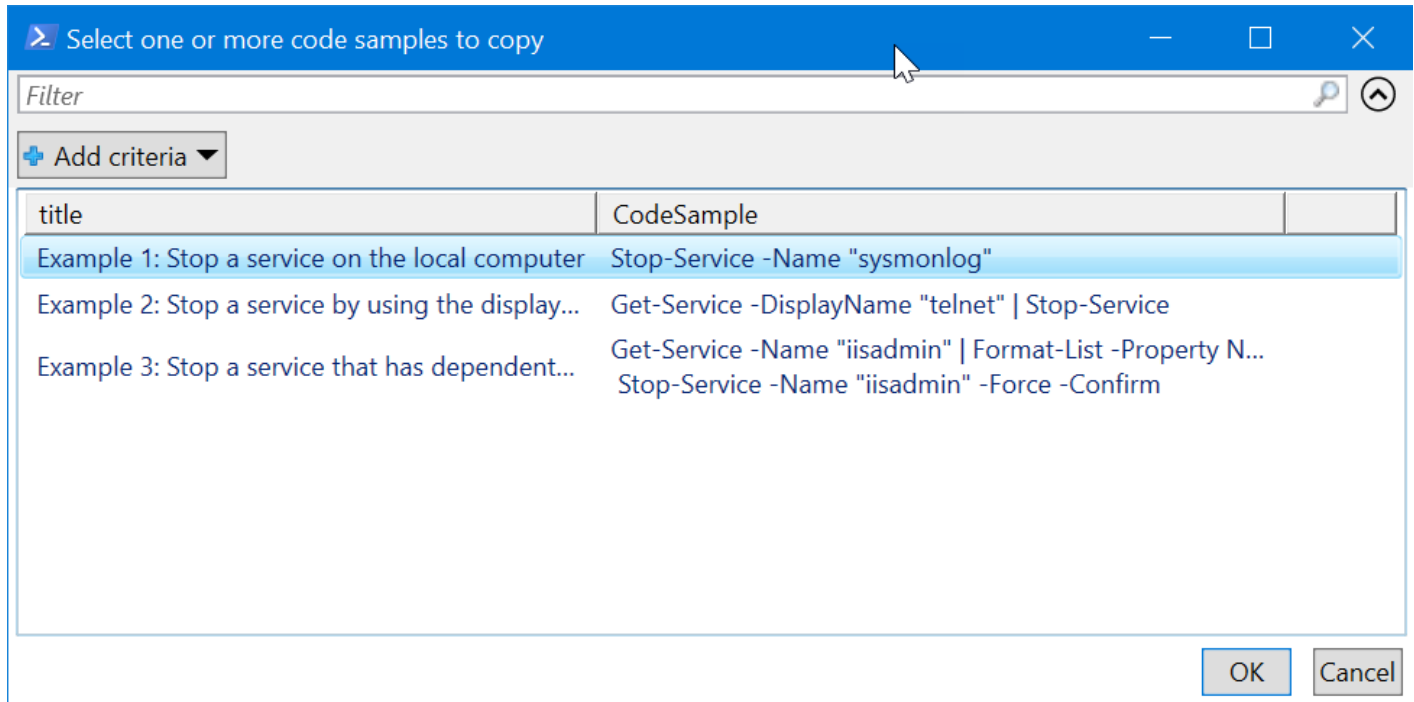 Select one or more code samples to copy
Filter
Add criteria
title CodeSample
Example 1: Stop a service on the local computer Stop-Service -Name "sysmonlog"
Example 2: Stop a service by using the display... Get-Service -DisplayName "telnet" | Stop-Service
Example 3: Stop a service that has dependent... Get-Service -Name "iisadmin" | Format-List -Property N...
Stop-Service -Name "iisadmin" -Force -Confirm
OK Cancel